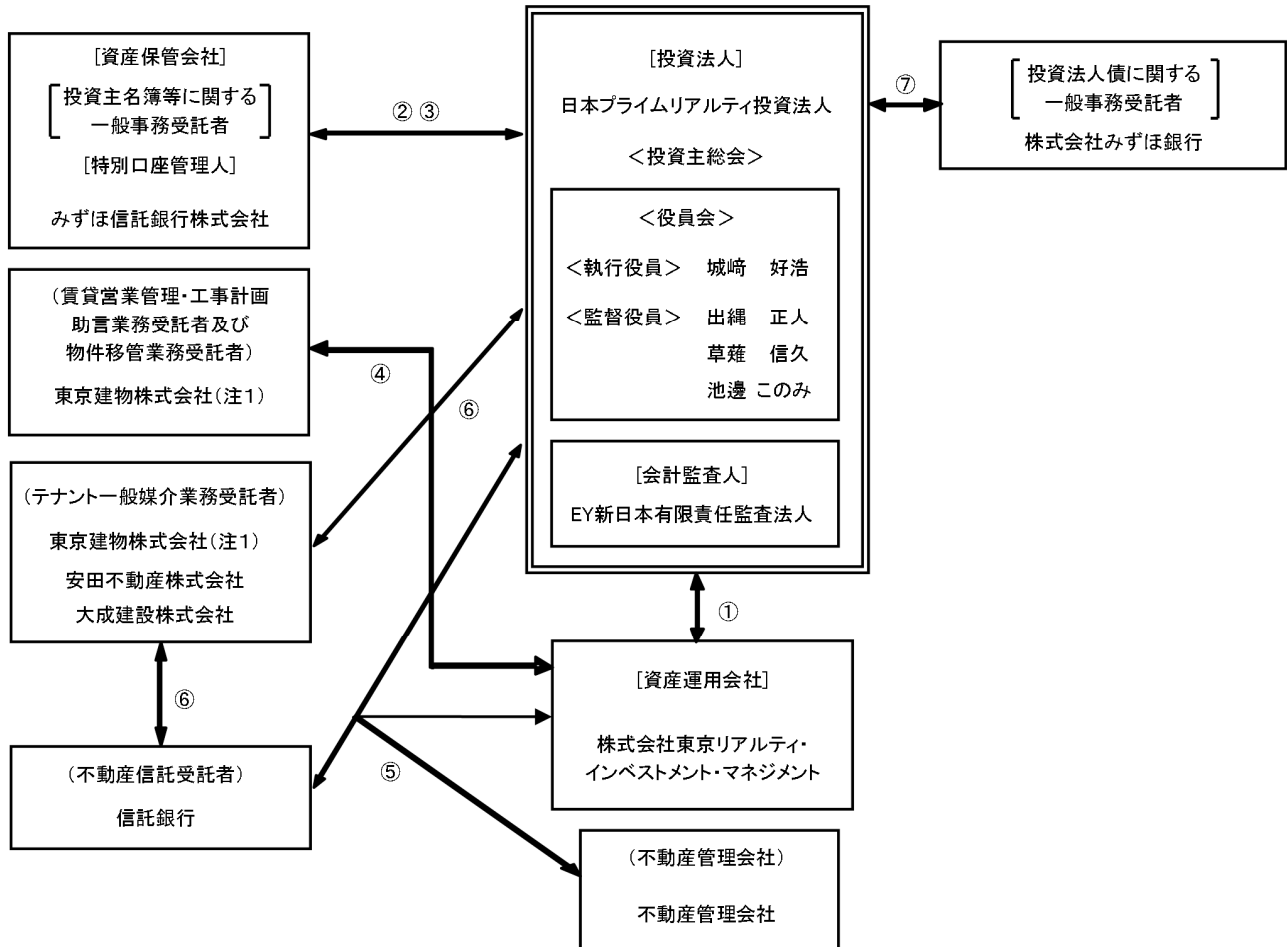 [資産保管会社]
投資主名簿等に関する
一般事務受託者
[特別口座管理人]
みずほ信託銀行株式会社
② ③
[投資法人]
日本プライムリアルティ投資法人
＜投資主総会＞
＜役員会＞
＜執行役員＞ 城﨑 好浩
＜監督役員＞ 出縄 正人
草薙 信久
池邊 このみ
[会計監査人]
EY新日本有限責任監査法人
⑦
投資法人債に関する
一般事務受託者
株式会社みずほ銀行
(賃貸営業管理・工事計画
助言業務受託者及び
物件移管業務受託者)
東京建物株式会社(注１)
④
⑥
(テナント一般媒介業務受託者)
東京建物株式会社(注１)
安田不動産株式会社
大成建設株式会社
⑥
(不動産信託受託者)
信託銀行
①
[資産運用会社]
株式会社東京リアルティ・
インベストメント・マネジメント
⑤
(不動産管理会社)
不動産管理会社